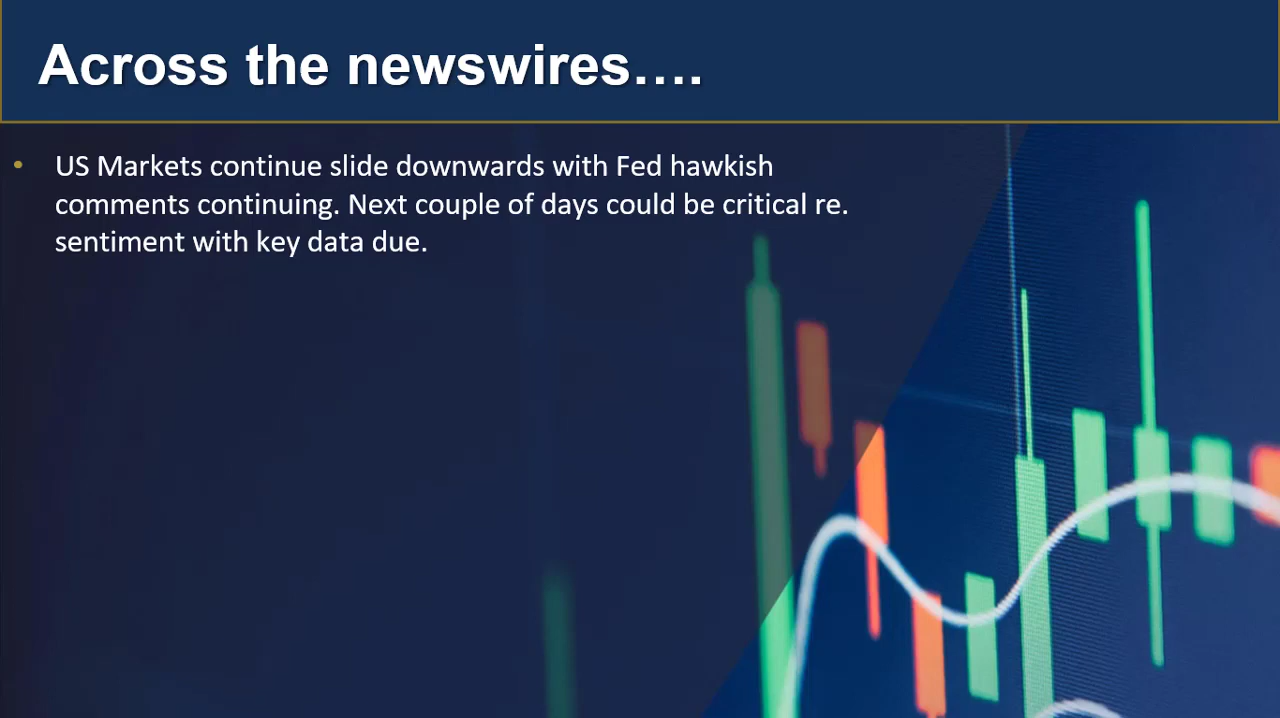 Across the newswires….
US Markets continue slide downwards with Fed hawkish
comments continuing. Next couple of days could be critical re.
sentiment with key data due.